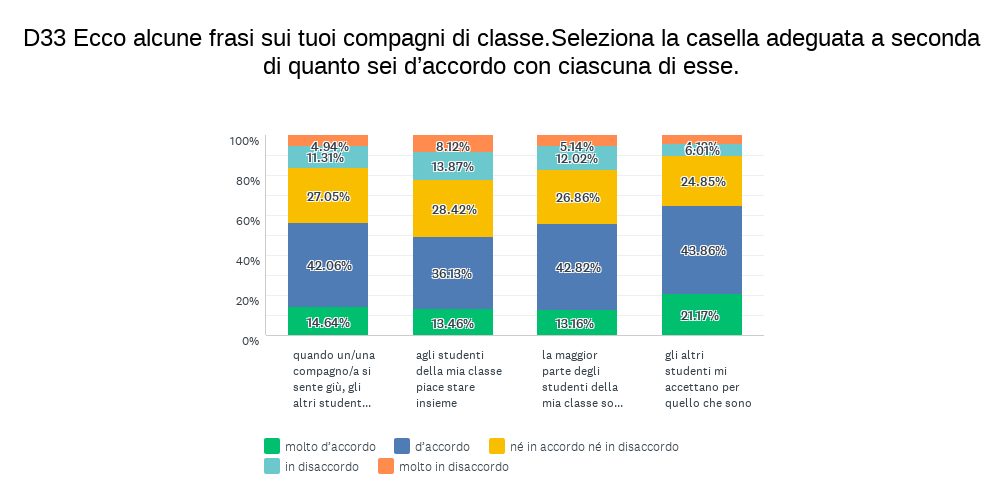 D33 Ecco alcune frasi sui tuoi compagni di classe.Seleziona la casella adeguata a seconda
di quanto sei d’accordo con ciascuna di esse.
100%
80%
60%
40%
20%
0%
4.94%
11.31%
27.05%
42.06%
14.64%
8.12%
13.87%
28.42%
36.13%
13.46%
5.14%
12.02%
26.86%
42.82%
13.16%
6.01%
24.85%
43.86%
21.17%
quando un/una
compagno/a si
sente giù, gli
altri student...
agli studenti
della mia classe
piace stare
insieme
la maggior
parte degli
studenti della
mia classe so...
gli altri
studenti mi
accettano per
quello che sono
molto d’accordo
d’accordo
né in accordo né in disaccordo
in disaccordo
molto in disaccordo